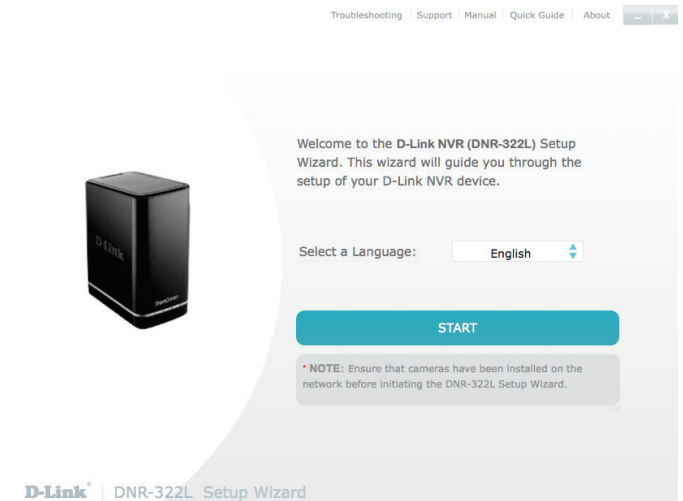 Troubleshooting | Support | Manual | Quick Guide | About _ X
Welcome to the D-Link NVR (DNR-322L) Setup
Wizard. This wizard will guide you through the
setup of your D-Link NVR device.
D-Link
ShareCenter
Select a Language: English
START
* NOTE: Ensure that cameras have been installed on the
network before initiating the DNR-322L Setup Wizard.
D-Link® | DNR-322L Setup Wizard